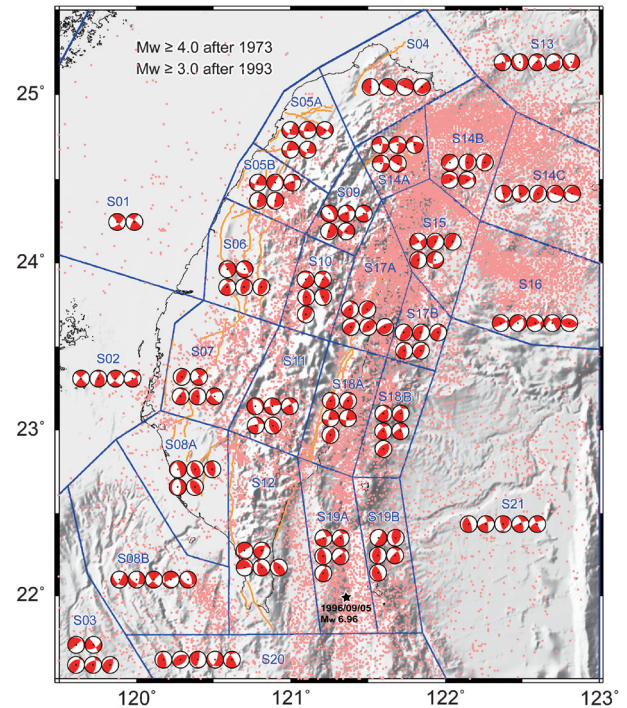 Mw ≥ 4.0 after 1973
Mw ≥ 3.0 after 1993
S04
S13
25°
S05A
S14B
S05B
S14A
S14C
S09
S01
S15
S06
24°
S10
S17A
S16
S17B
S07
S11
S02
S18A
S18B
23°
S08A
S12
S21
S19A
S19B
S08B
22°
1996/09/05
Mw 6.96
S03
S20
120°
121°
122°
123°